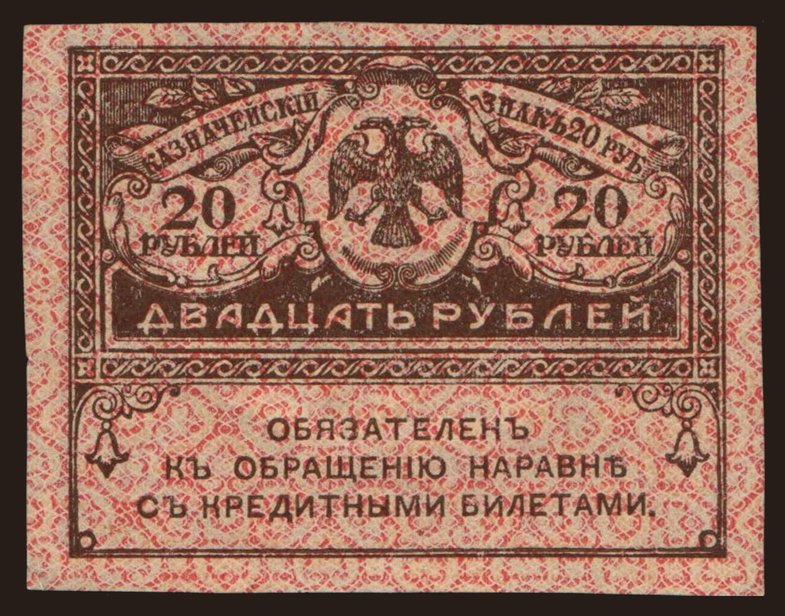 КАЗНАЧЕЙСКІЙ ЗНАКЪ 20 РУБ.
20 РУБЛЕЙ
20 РУБЛЕЙ
ДВАДЦАТЬ РУБЛЕЙ
ОБЯЗАТЕЛЕНЪ
КЪ ОБРАЩЕНІЮ НАРАВНѢ
СЪ КРЕДИТНЫМИ БИЛЕТАМИ.